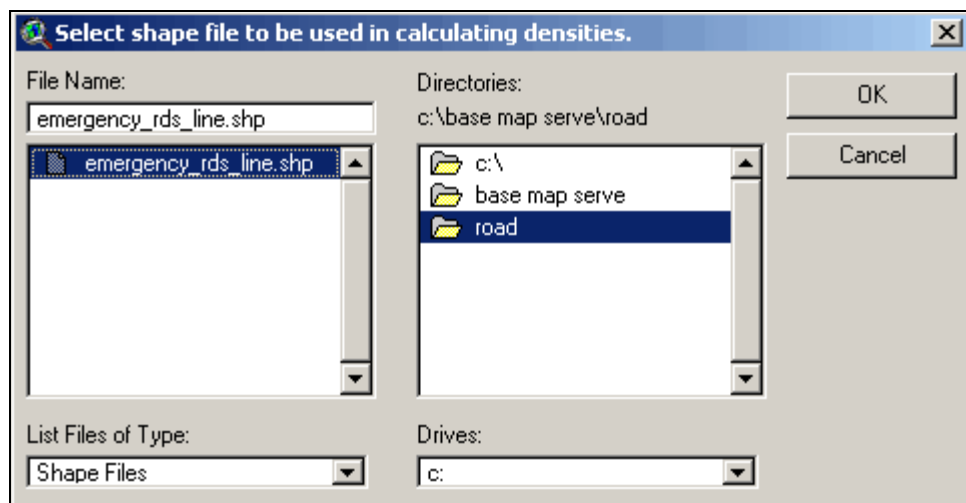 Select shape file to be used in calculating densities.
File Name:
emergency_rds_line.shp
emergency_rds_line.shp
Directories:
c:\base map serve\road
c:\
base map serve
road
OK
Cancel
List Files of Type:
Shape Files
Drives:
c: